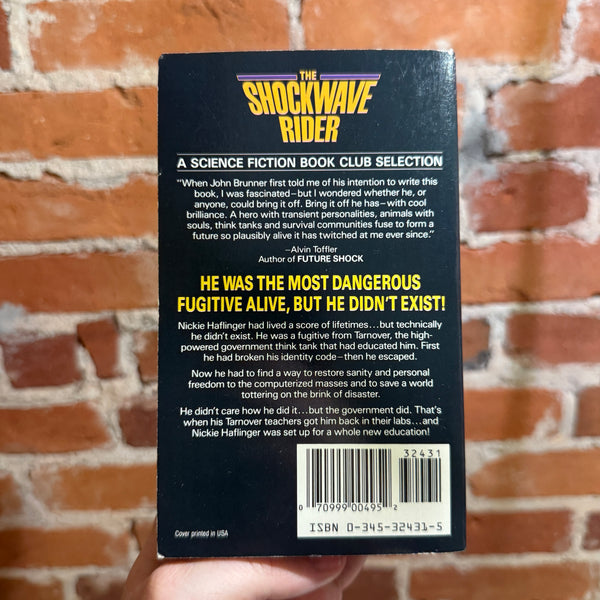 THE
SHOCKWAVE
RIDER
A SCIENCE FICTION BOOK CLUB SELECTION
"When John Brunner first told me of his intention to write this
book, I was fascinated—but I wondered whether he, or
anyone, could bring it off. Bring it off he has—with cool
brilliance. A hero with transient personalities, animals with
souls, think tanks and survival communities fuse to form a
future so plausibly alive it has twitched at me ever since."
—Alvin Toffler
Author of FUTURE SHOCK
HE WAS THE MOST DANGEROUS
FUGITIVE ALIVE, BUT HE DIDN'T EXIST!
Nickie Haflinger had lived a score of lifetimes...but technically
he didn't exist. He was a fugitive from Tarnover, the high-
powered government think tank that had educated him. First
he had broken his identity code—then he escaped.
Now he had to find a way to restore sanity and personal
freedom to the computerized masses and to save a world
tottering on the brink of disaster.
He didn't care how he did it...but the government did. That's
when his Tarnover teachers got him back in their labs...and
Nickie Haflinger was set up for a whole new education!
32431
0 70999 00495 2
ISBN 0-345-32431-5
Cover printed in USA